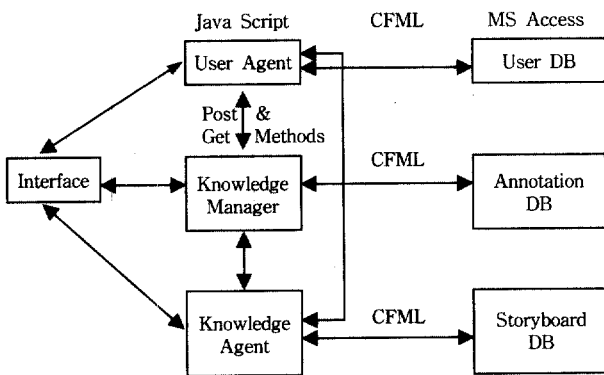 Java Script CFML MS Access
User Agent User DB
Post &
Get Methods
CFML
Interface Knowledge Manager Annotation DB
CFML
Knowledge Agent Storyboard DB